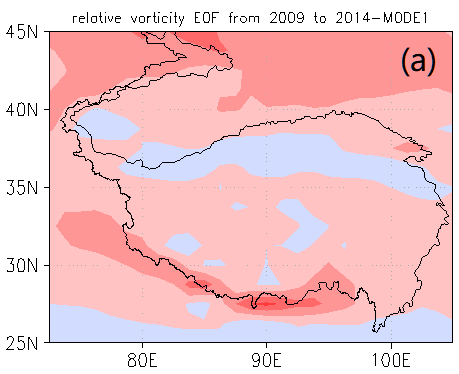 relative vorticity EOF from 2009 to 2014-MODE1
45N
(a)
40N
35N
30N
25N
80E 90E 100E